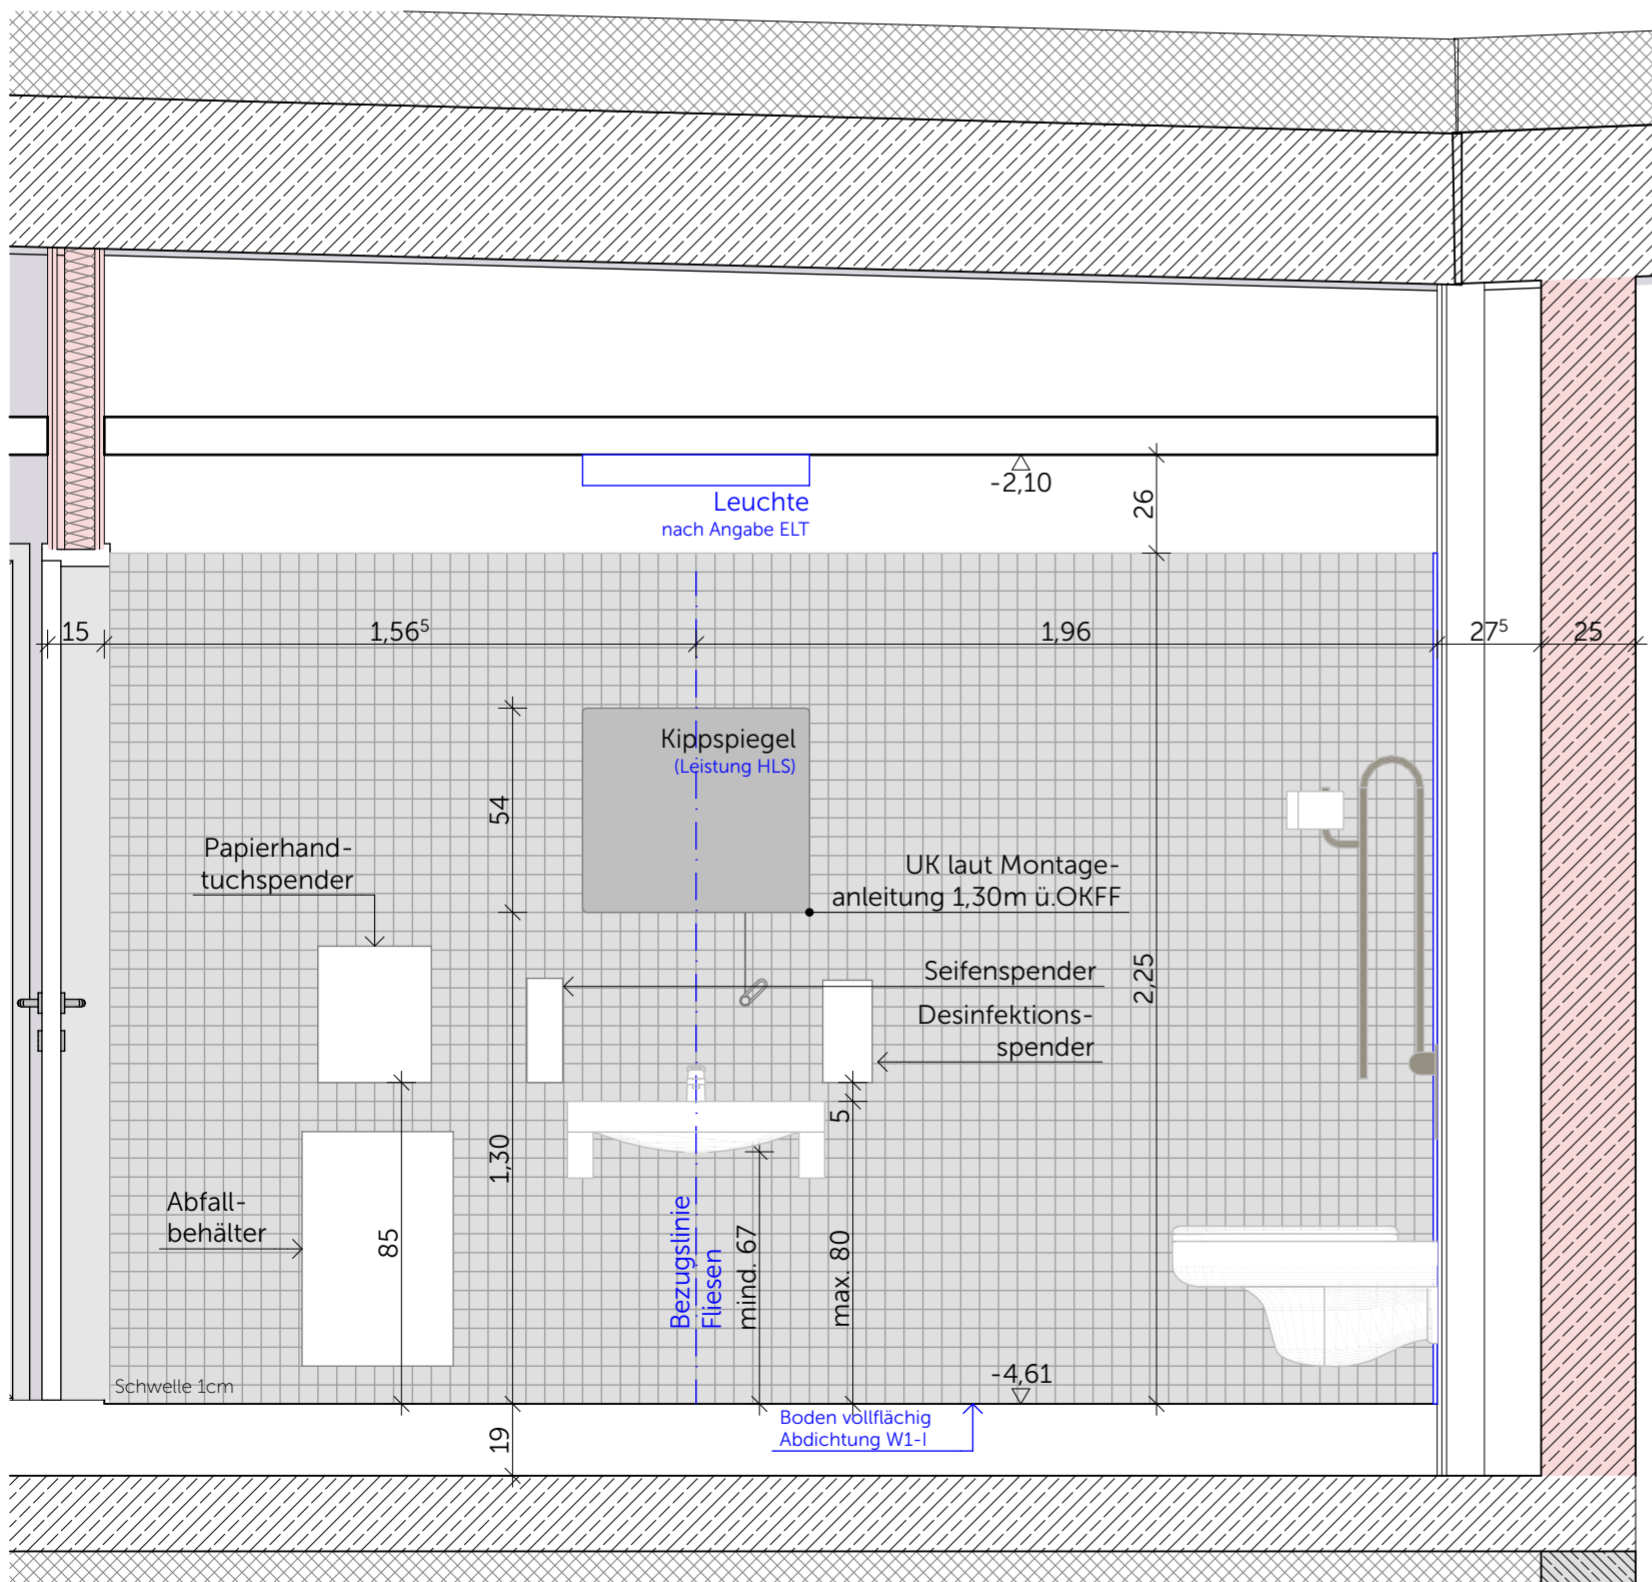 -2,10
26
Leuchte
nach Angabe ELT
15
1,56⁵
1,96
27⁵
25
Kippspiegel
(Leistung HLS)
54
Papierhand-
tuchspender
UK laut Montage-
anleitung 1,30m ü.OKFF
Seifenspender
2,25
Desinfektions-
spender
5
1,30
Abfall-
behälter
85
Bezugslinie
Fliesen
mind. 67
max. 80
Schwelle 1cm
-4,61
19
Boden vollflächig
Abdichtung W1-I